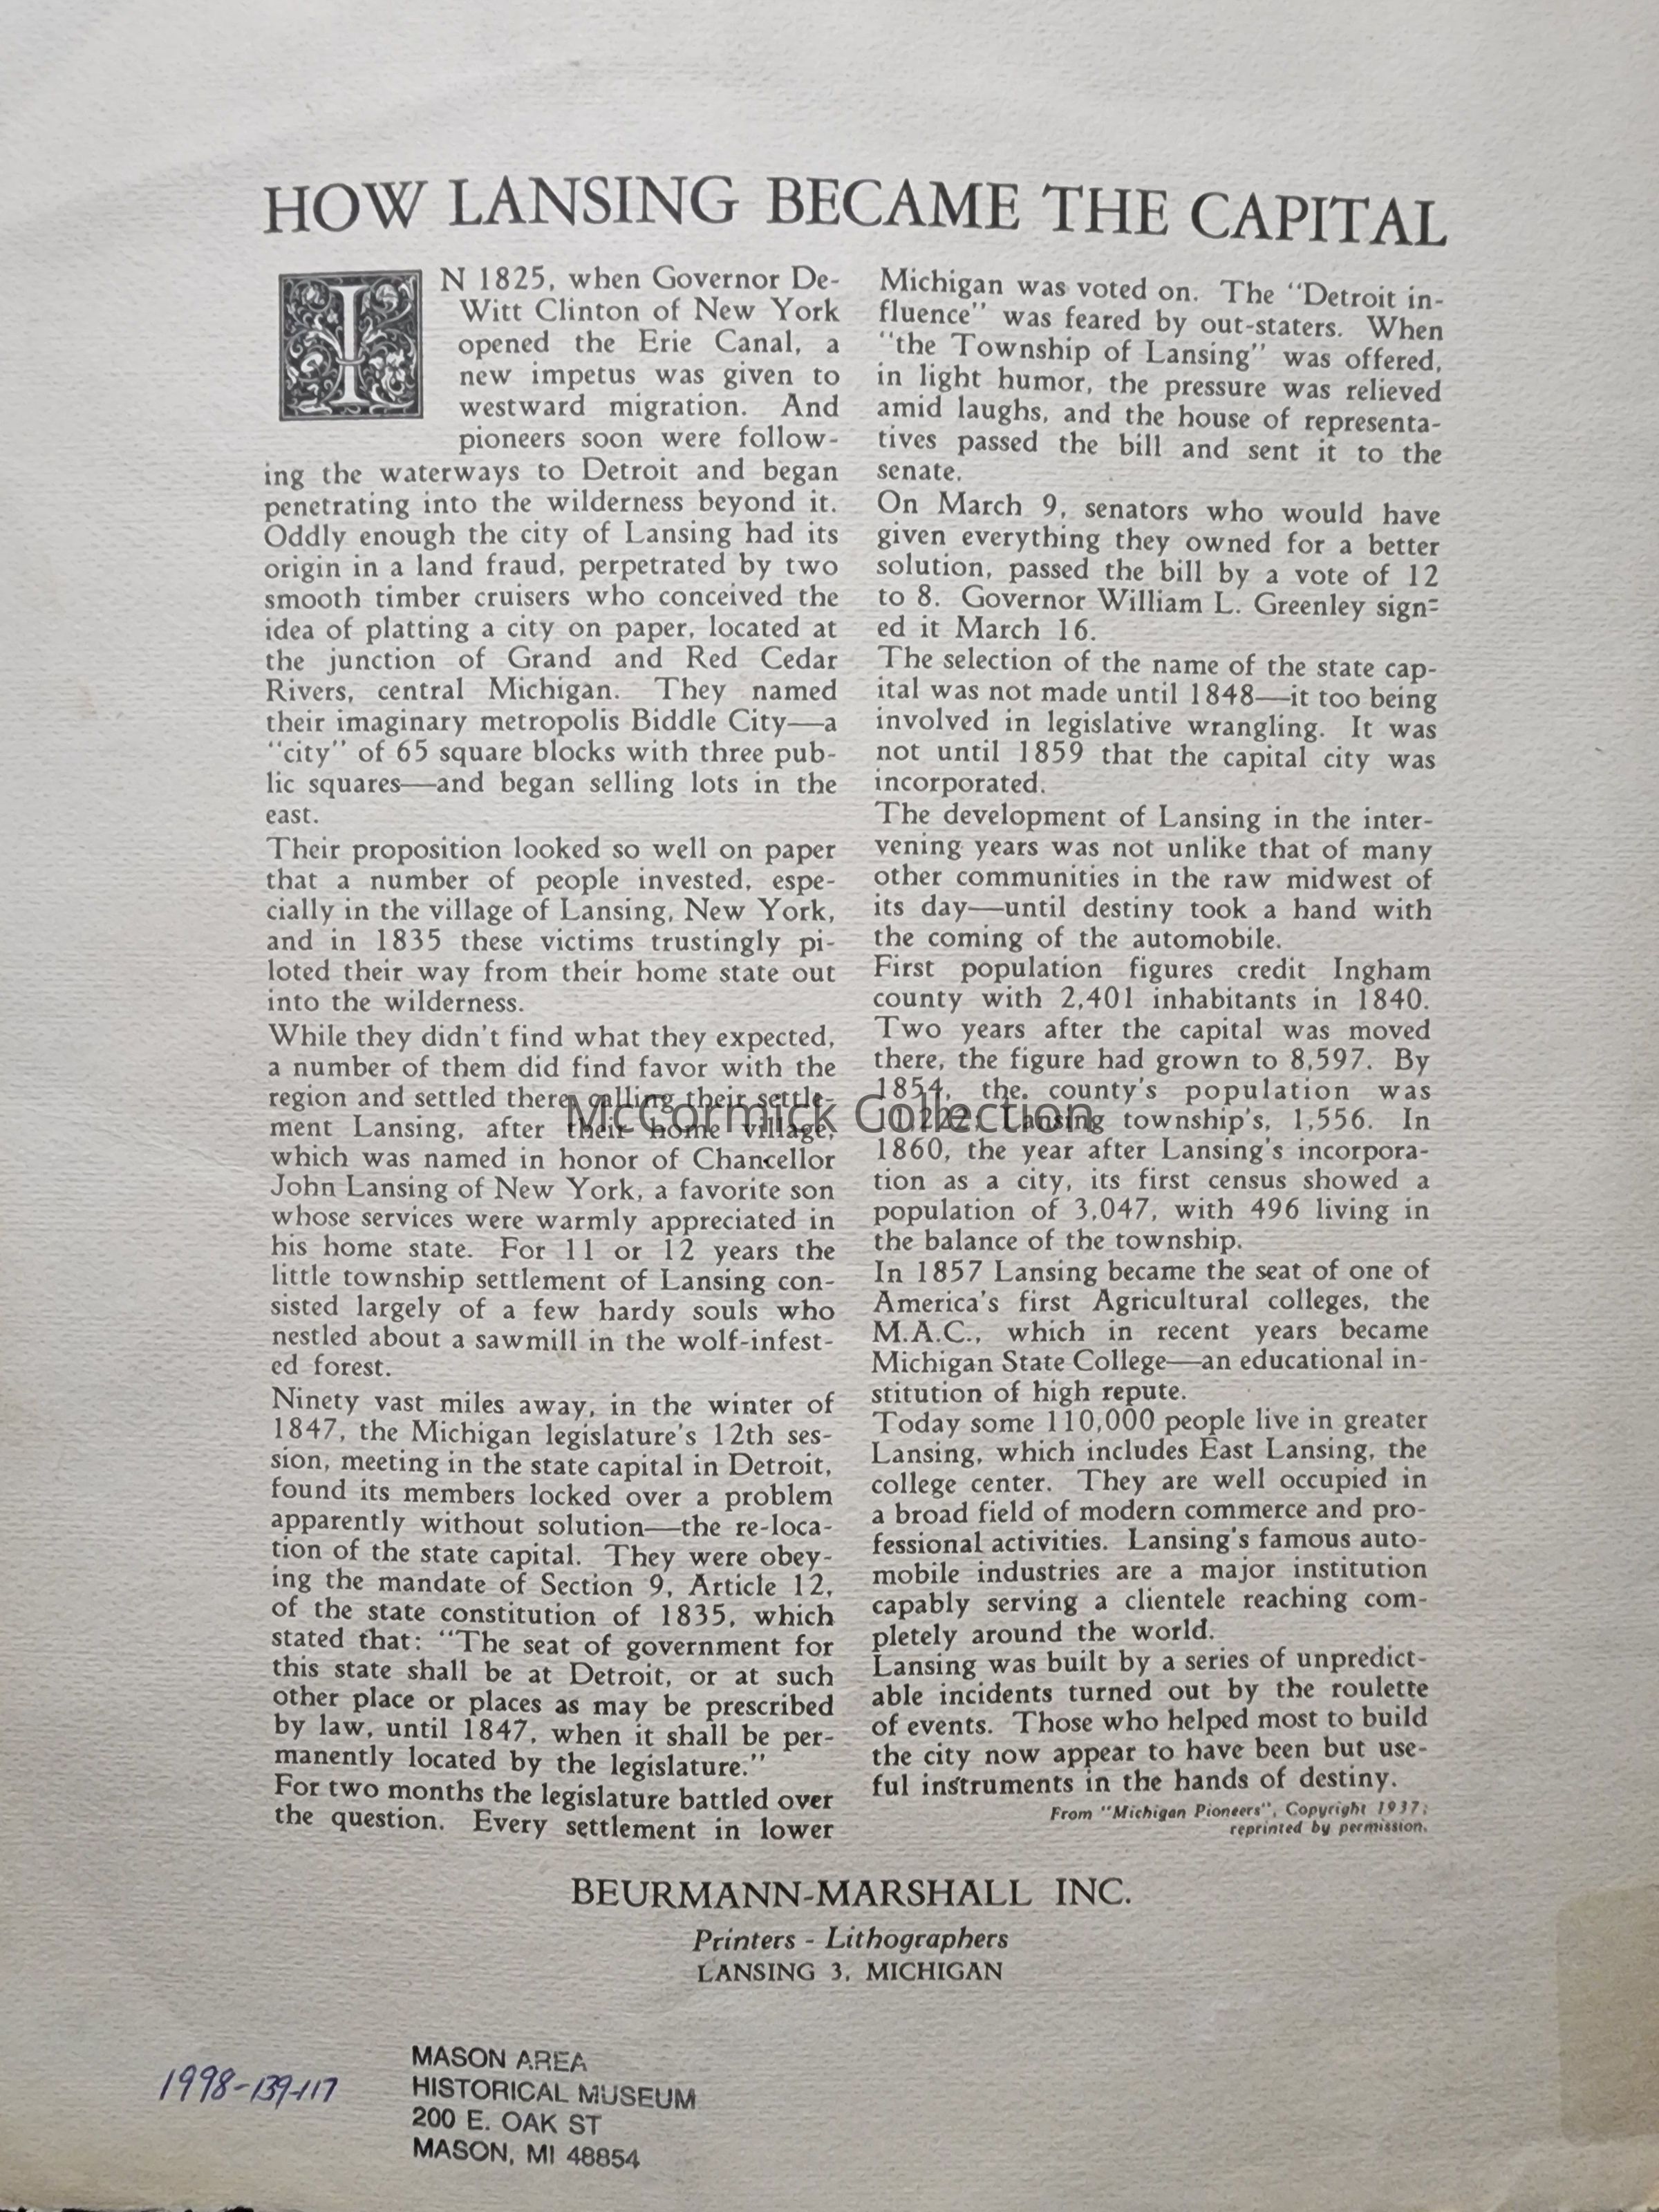 HOW LANSING BECAME THE CAPITAL
IN 1825, when Governor De-
Witt Clinton of New York
opened the Erie Canal, a
new impetus was given to
westward migration. And
pioneers soon were follow-
ing the waterways to Detroit and began
penetrating into the wilderness beyond it.
Oddly enough the city of Lansing had its
origin in a land fraud, perpetrated by two
smooth timber cruisers who conceived the
idea of platting a city on paper, located at
the junction of Grand and Red Cedar
Rivers, central Michigan. They named
their imaginary metropolis Biddle City—a
"city" of 65 square blocks with three pub-
lic squares—and began selling lots in the
east.
Their proposition looked so well on paper
that a number of people invested, espe-
cially in the village of Lansing, New York,
and in 1835 these victims trustingly pi-
loted their way from their home state out
into the wilderness.
While they didn't find what they expected,
a number of them did find favor with the
region and settled there, calling their settle-
ment Lansing, after their home village,
which was named in honor of Chancellor
John Lansing of New York, a favorite son
whose services were warmly appreciated in
his home state. For 11 or 12 years the
little township settlement of Lansing con-
sisted largely of a few hardy souls who
nestled about a sawmill in the wolf-infest-
ed forest.
Ninety vast miles away, in the winter of
1847, the Michigan legislature's 12th ses-
sion, meeting in the state capital in Detroit,
found its members locked over a problem
apparently without solution—the re-loca-
tion of the state capital. They were obey-
ing the mandate of Section 9, Article 12,
of the state constitution of 1835, which
stated that: "The seat of government for
this state shall be at Detroit, or at such
other place or places as may be prescribed
by law, until 1847, when it shall be per-
manently located by the legislature."
For two months the legislature battled over
the question. Every settlement in lower
Michigan was voted on. The "Detroit in-
fluence" was feared by out-staters. When
"the Township of Lansing" was offered,
in light humor, the pressure was relieved
amid laughs, and the house of representa-
tives passed the bill and sent it to the
senate.
On March 9, senators who would have
given everything they owned for a better
solution, passed the bill by a vote of 12
to 8. Governor William L. Greenley sign-
ed it March 16.
The selection of the name of the state cap-
ital was not made until 1848—it too being
involved in legislative wrangling. It was
not until 1859 that the capital city was
incorporated.
The development of Lansing in the inter-
vening years was not unlike that of many
other communities in the raw midwest of
its day—until destiny took a hand with
the coming of the automobile.
First population figures credit Ingham
county with 2,401 inhabitants in 1840.
Two years after the capital was moved
there, the figure had grown to 8,597. By
1854, the county's population was
11,222, Lansing township's, 1,556. In
1860, the year after Lansing's incorpora-
tion as a city, its first census showed a
population of 3,047, with 496 living in
the balance of the township.
In 1857 Lansing became the seat of one of
America's first Agricultural colleges, the
M.A.C., which in recent years became
Michigan State College—an educational in-
stitution of high repute.
Today some 110,000 people live in greater
Lansing, which includes East Lansing, the
college center. They are well occupied in
a broad field of modern commerce and pro-
fessional activities. Lansing's famous auto-
mobile industries are a major institution
capably serving a clientele reaching com-
pletely around the world.
Lansing was built by a series of unpredict-
able incidents turned out by the roulette
of events. Those who helped most to build
the city now appear to have been but use-
ful instruments in the hands of destiny.
From "Michigan Pioneers", Copyright 1937;
reprinted by permission.
McCormick Collection
BEURMANN-MARSHALL INC.
Printers - Lithographers
LANSING 3, MICHIGAN
1998-139-117
MASON AREA
HISTORICAL MUSEUM
200 E. OAK ST
MASON, MI 48854